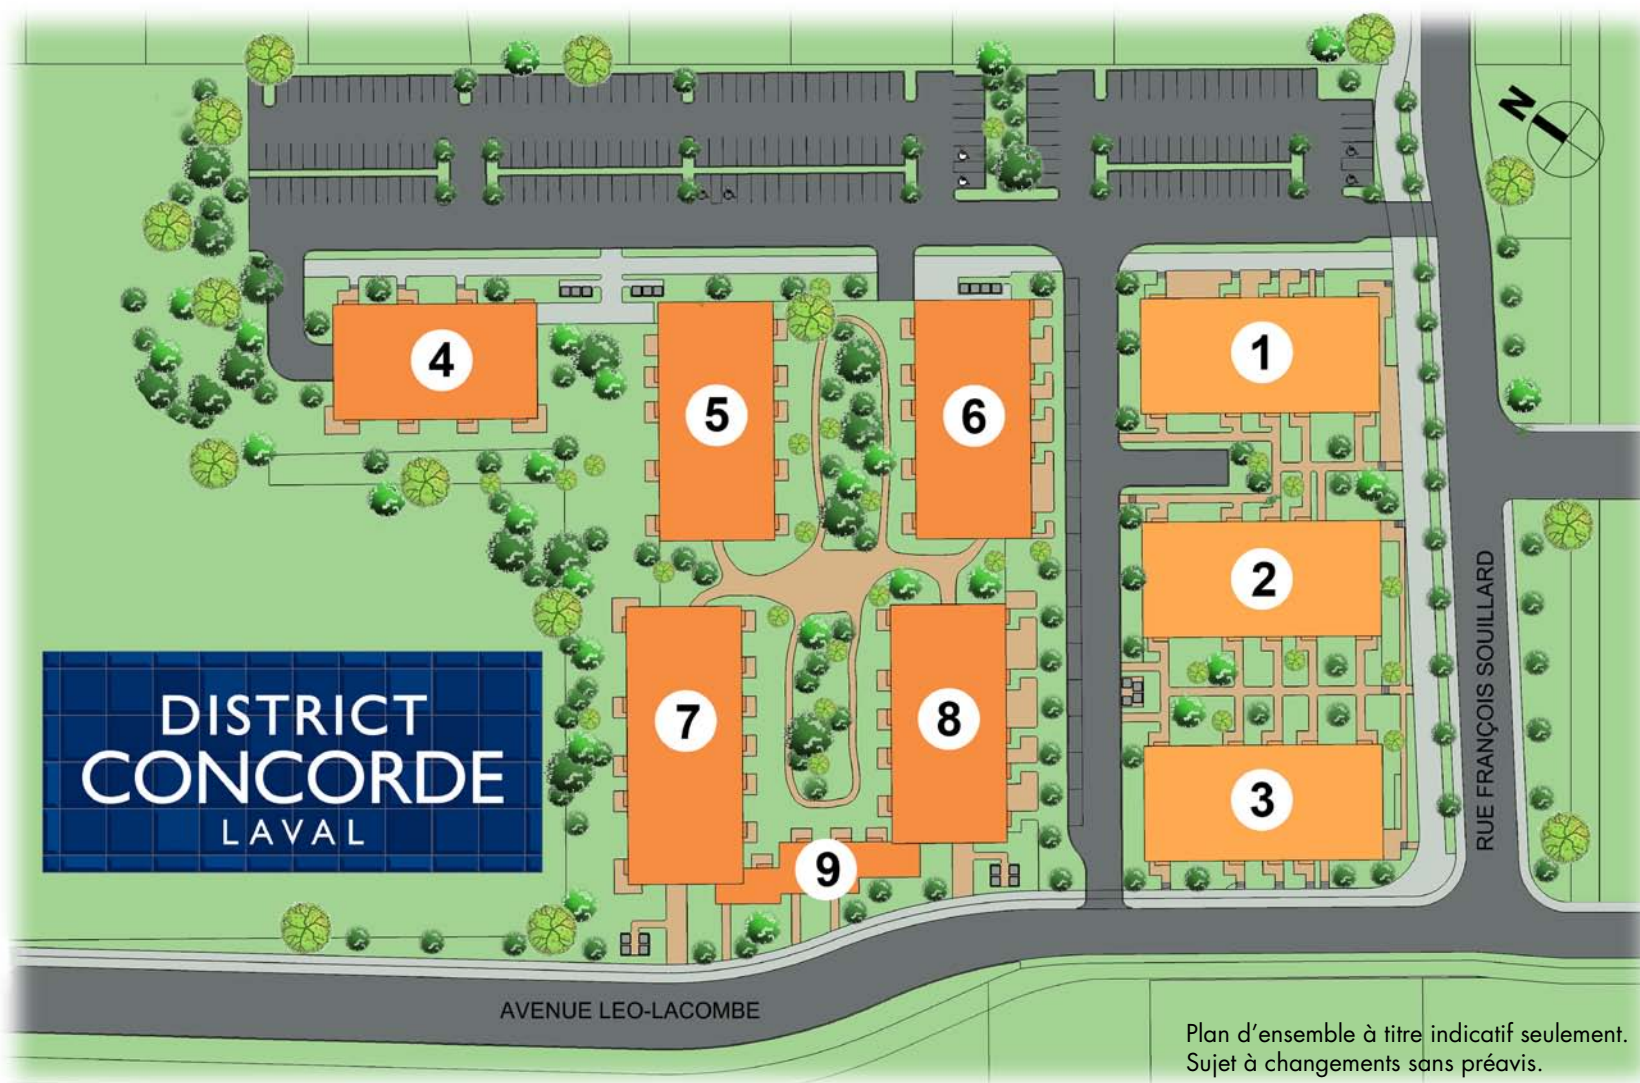 N
1
4
5
6
2
RUE FRANÇOIS SOUILLARD
DISTRICT
CONCORDE
LAVAL
7
8
3
9
AVENUE LEO-LACOMBE
Plan d'ensemble à titre indicatif seulement.
Sujet à changements sans préavis.